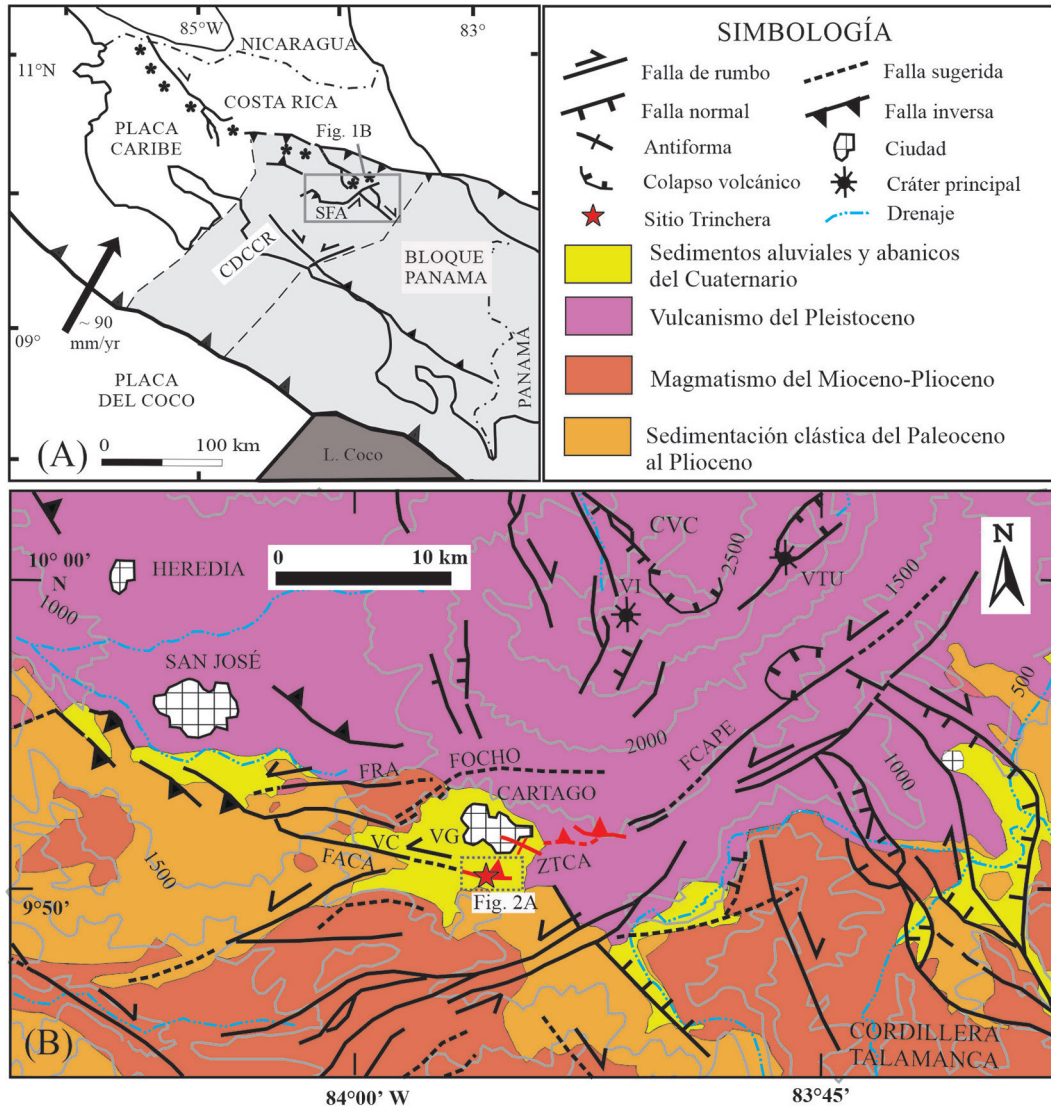 85°W
83°
11°N
NICARAGUA
COSTA RICA
Fig. 1B
PLACA
CARIBE
SFA
CDCCR
BLOQUE
PANAMA
09°
~ 90
mm/yr
PANAMÁ
PLACA
DEL COCO
(A)
0 100 km
L. Coco
SIMBOLOGÍA
Falla de rumbo
Falla sugerida
Falla normal
Falla inversa
Antiforma
Ciudad
Colapso volcánico
Cráter principal
Sitio Trinchera
Drenaje
Sedimentos aluviales y abanicos
del Cuaternario
Vulcanismo del Pleistoceno
Magmatismo del Mioceno-Plioceno
Sedimentación clástica del Paleoceno
al Plioceno
10° 00’
N
HEREDIA
0 10 km
CVC
2500
VTU
N
1000
VI
1500
SAN JOSÉ
500
2000
FCAPE
FOCHO
FRA
CARTAGO
1000
VC
VG
ZTCA
FACA
1500
Fig. 2A
9°50’
(B)
CORDILLERA
TALAMANCA
84°00’ W
83°45’